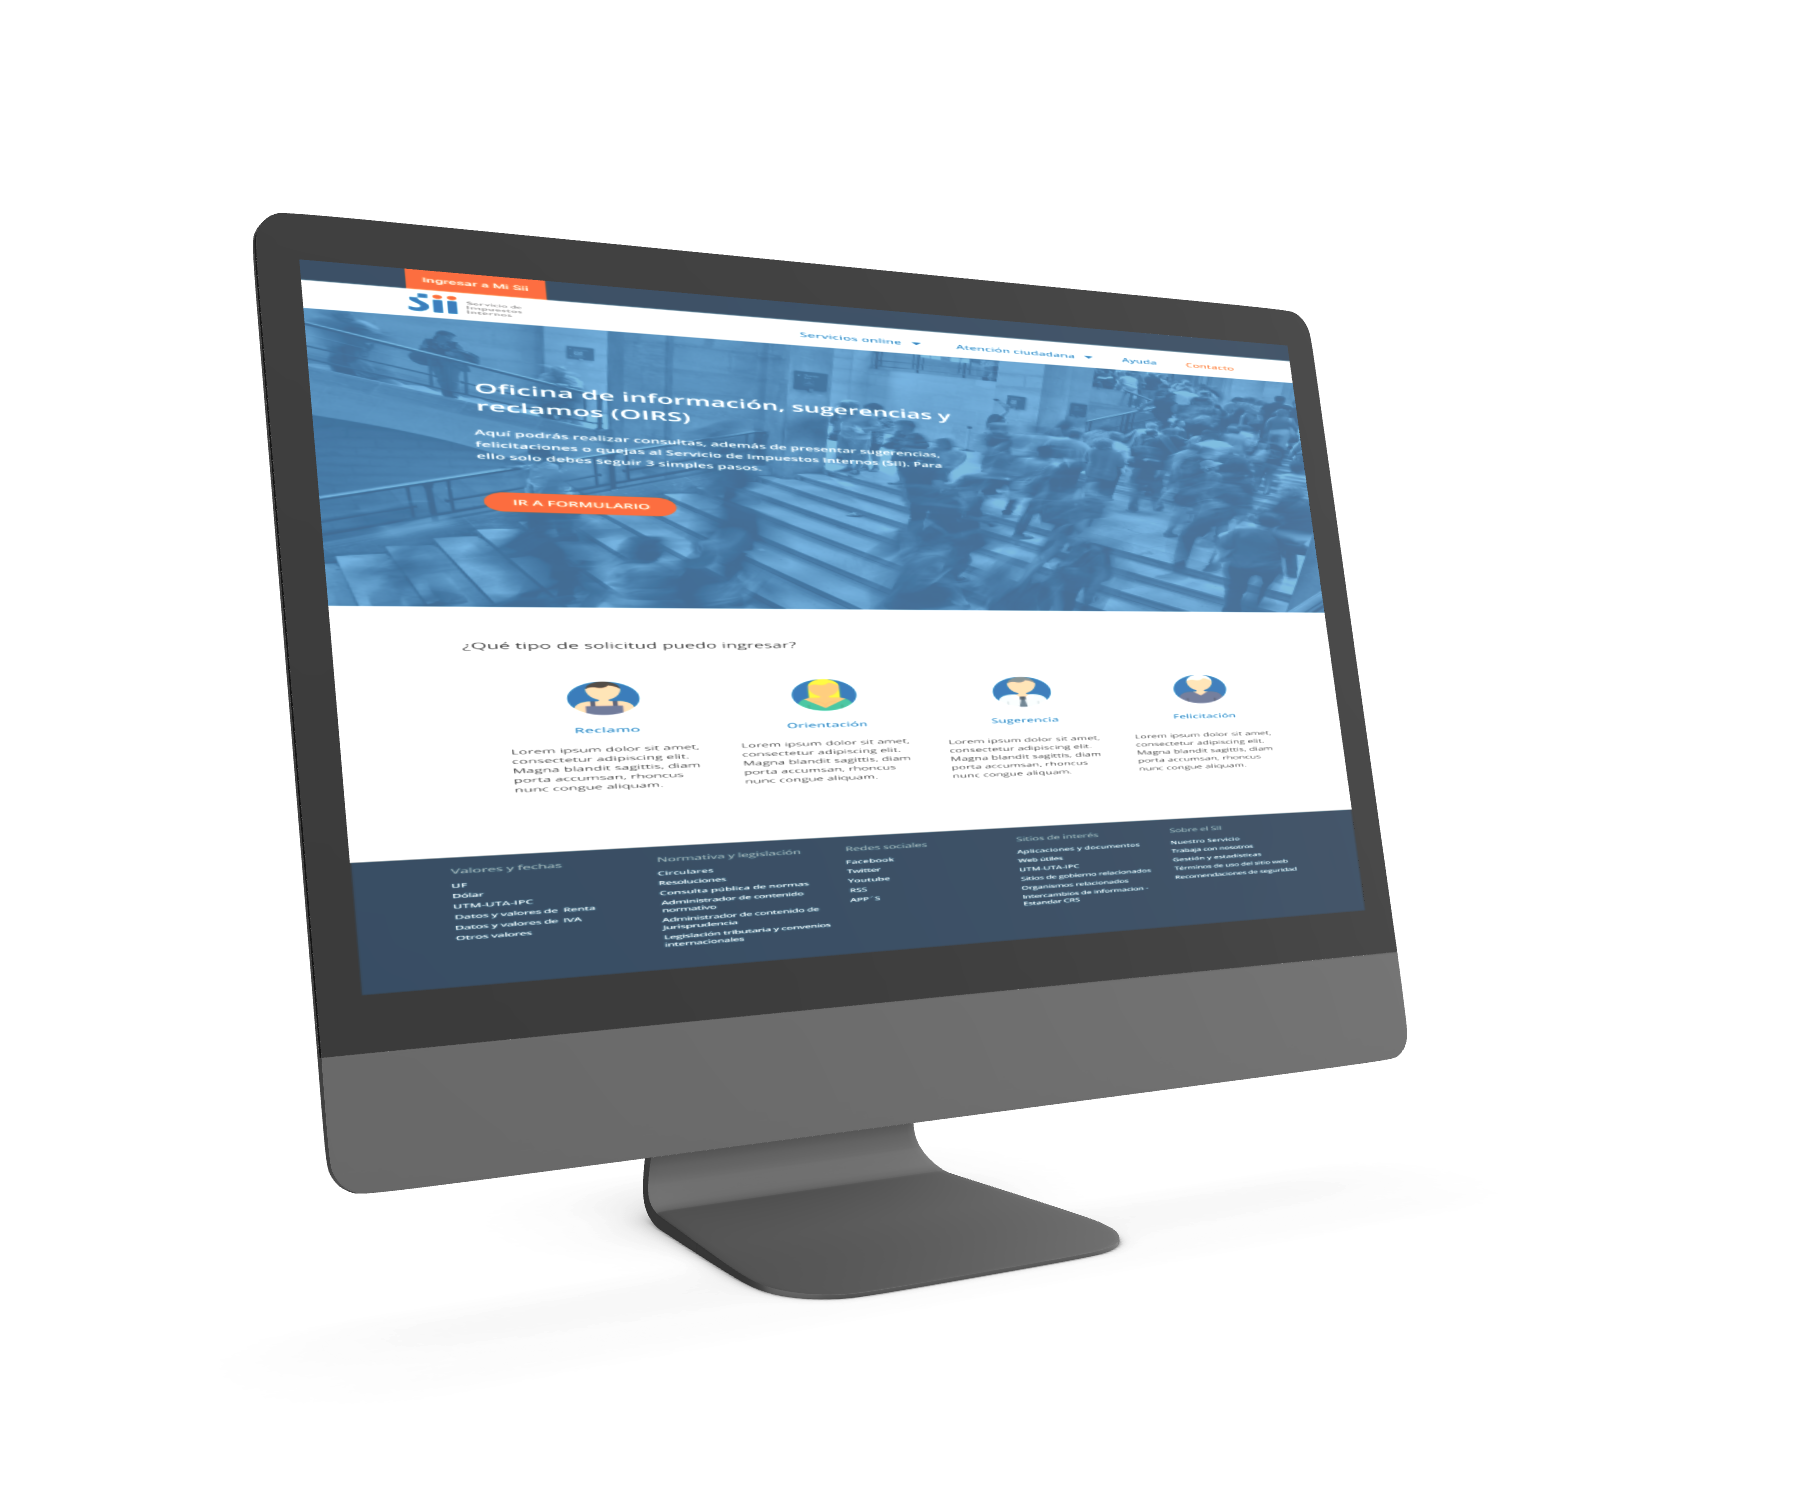 Ingresar a Mi Sii
Sii
Servicio de
Impuestos
Internos
Servicios online
Atención ciudadana
Ayuda
Contacto
Oficina de información, sugerencias y
reclamos (OIRS)
Aquí podrás realizar consultas, además de presentar sugerencias,
felicitaciones o quejas al Servicio de Impuestos Internos (SII). Para
ello solo debes seguir 3 simples pasos.
IR A FORMULARIO
¿Qué tipo de solicitud puedo ingresar?
Reclamo
Lorem ipsum dolor sit amet,
consectetur adipiscing elit.
Magna blandit sagittis, diam
porta accumsan, rhoncus
nunc congue aliquam.
Orientación
Lorem ipsum dolor sit amet,
consectetur adipiscing elit.
Magna blandit sagittis, diam
porta accumsan, rhoncus
nunc congue aliquam.
Sugerencia
Lorem ipsum dolor sit amet,
consectetur adipiscing elit.
Magna blandit sagittis, diam
porta accumsan, rhoncus
nunc congue aliquam.
Felicitación
Lorem ipsum dolor sit amet,
consectetur adipiscing elit.
Magna blandit sagittis, diam
porta accumsan, rhoncus
nunc congue aliquam.
Valores y fechas
UF
Dólar
UTM-UTA-IPC
Datos y valores de Renta
Datos y valores de IVA
Otros valores
Normativa y legislación
Circulares
Resoluciones
Consulta pública de normas
Administrador de contenido
normativo
Administrador de contenido de
Jurisprudencia
Legislación tributaria y convenios
internacionales
Redes sociales
Facebook
Twitter
Youtube
RSS
APP´S
Sitios de interés
Aplicaciones y documentos
Web útiles
UTM-UTA-IPC
Sitios de gobierno relacionados
Organismos relacionados
Intercambios de informacion -
Estandar CRS
Sobre el SII
Nuestro Servicio
Trabaja con nosotros
Gestión y estadísticas
Términos de uso del sitio web
Recomendaciones de seguridad